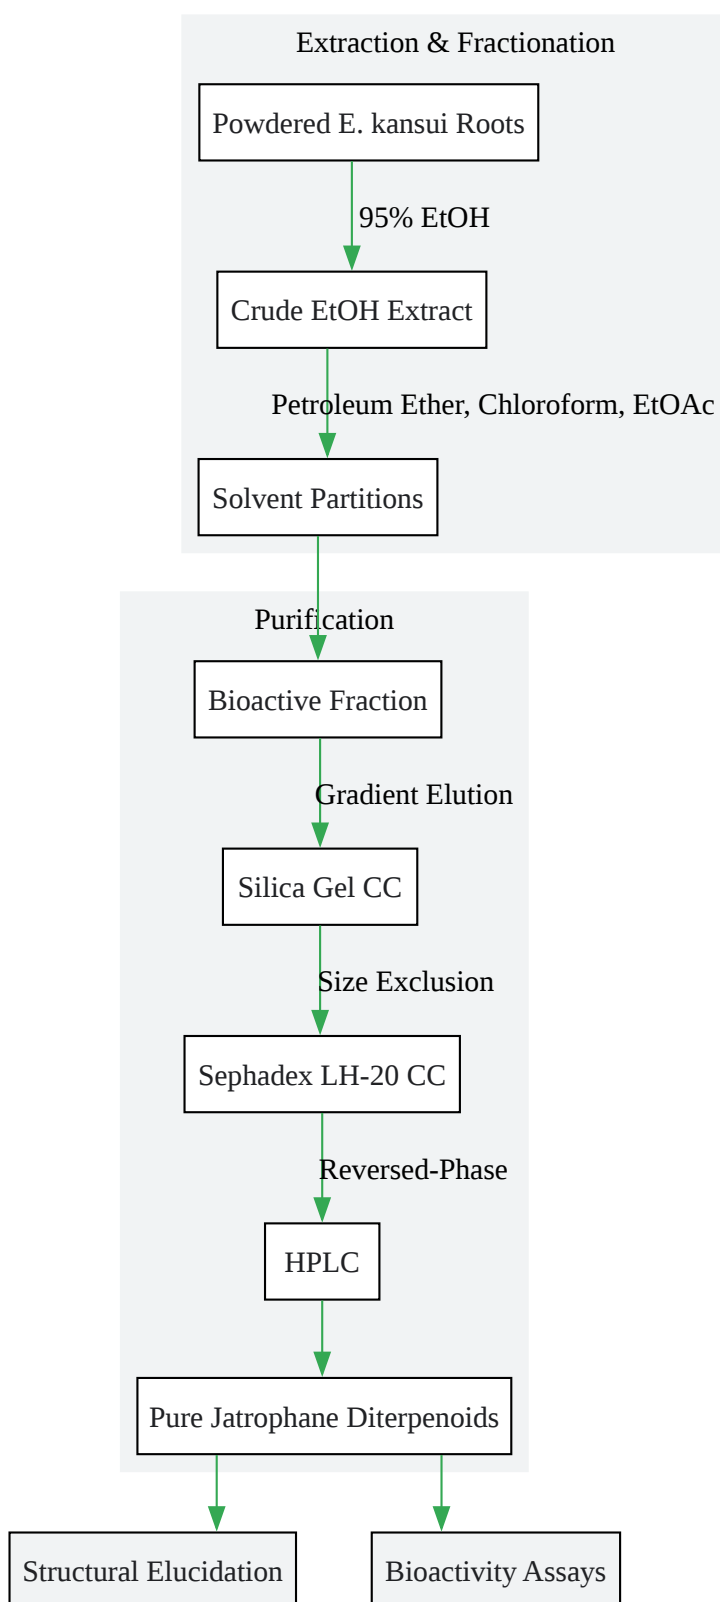 Extraction & Fractionation
Powdered E. kansui Roots
95% EtOH
Crude EtOH Extract
Petroleum Ether, Chloroform, EtOAc
Solvent Partitions
Purification
Bioactive Fraction
Gradient Elution
Silica Gel CC
Size Exclusion
Sephadex LH-20 CC
Reversed-Phase
HPLC
Pure Jatrophane Diterpenoids
Structural Elucidation
Bioactivity Assays